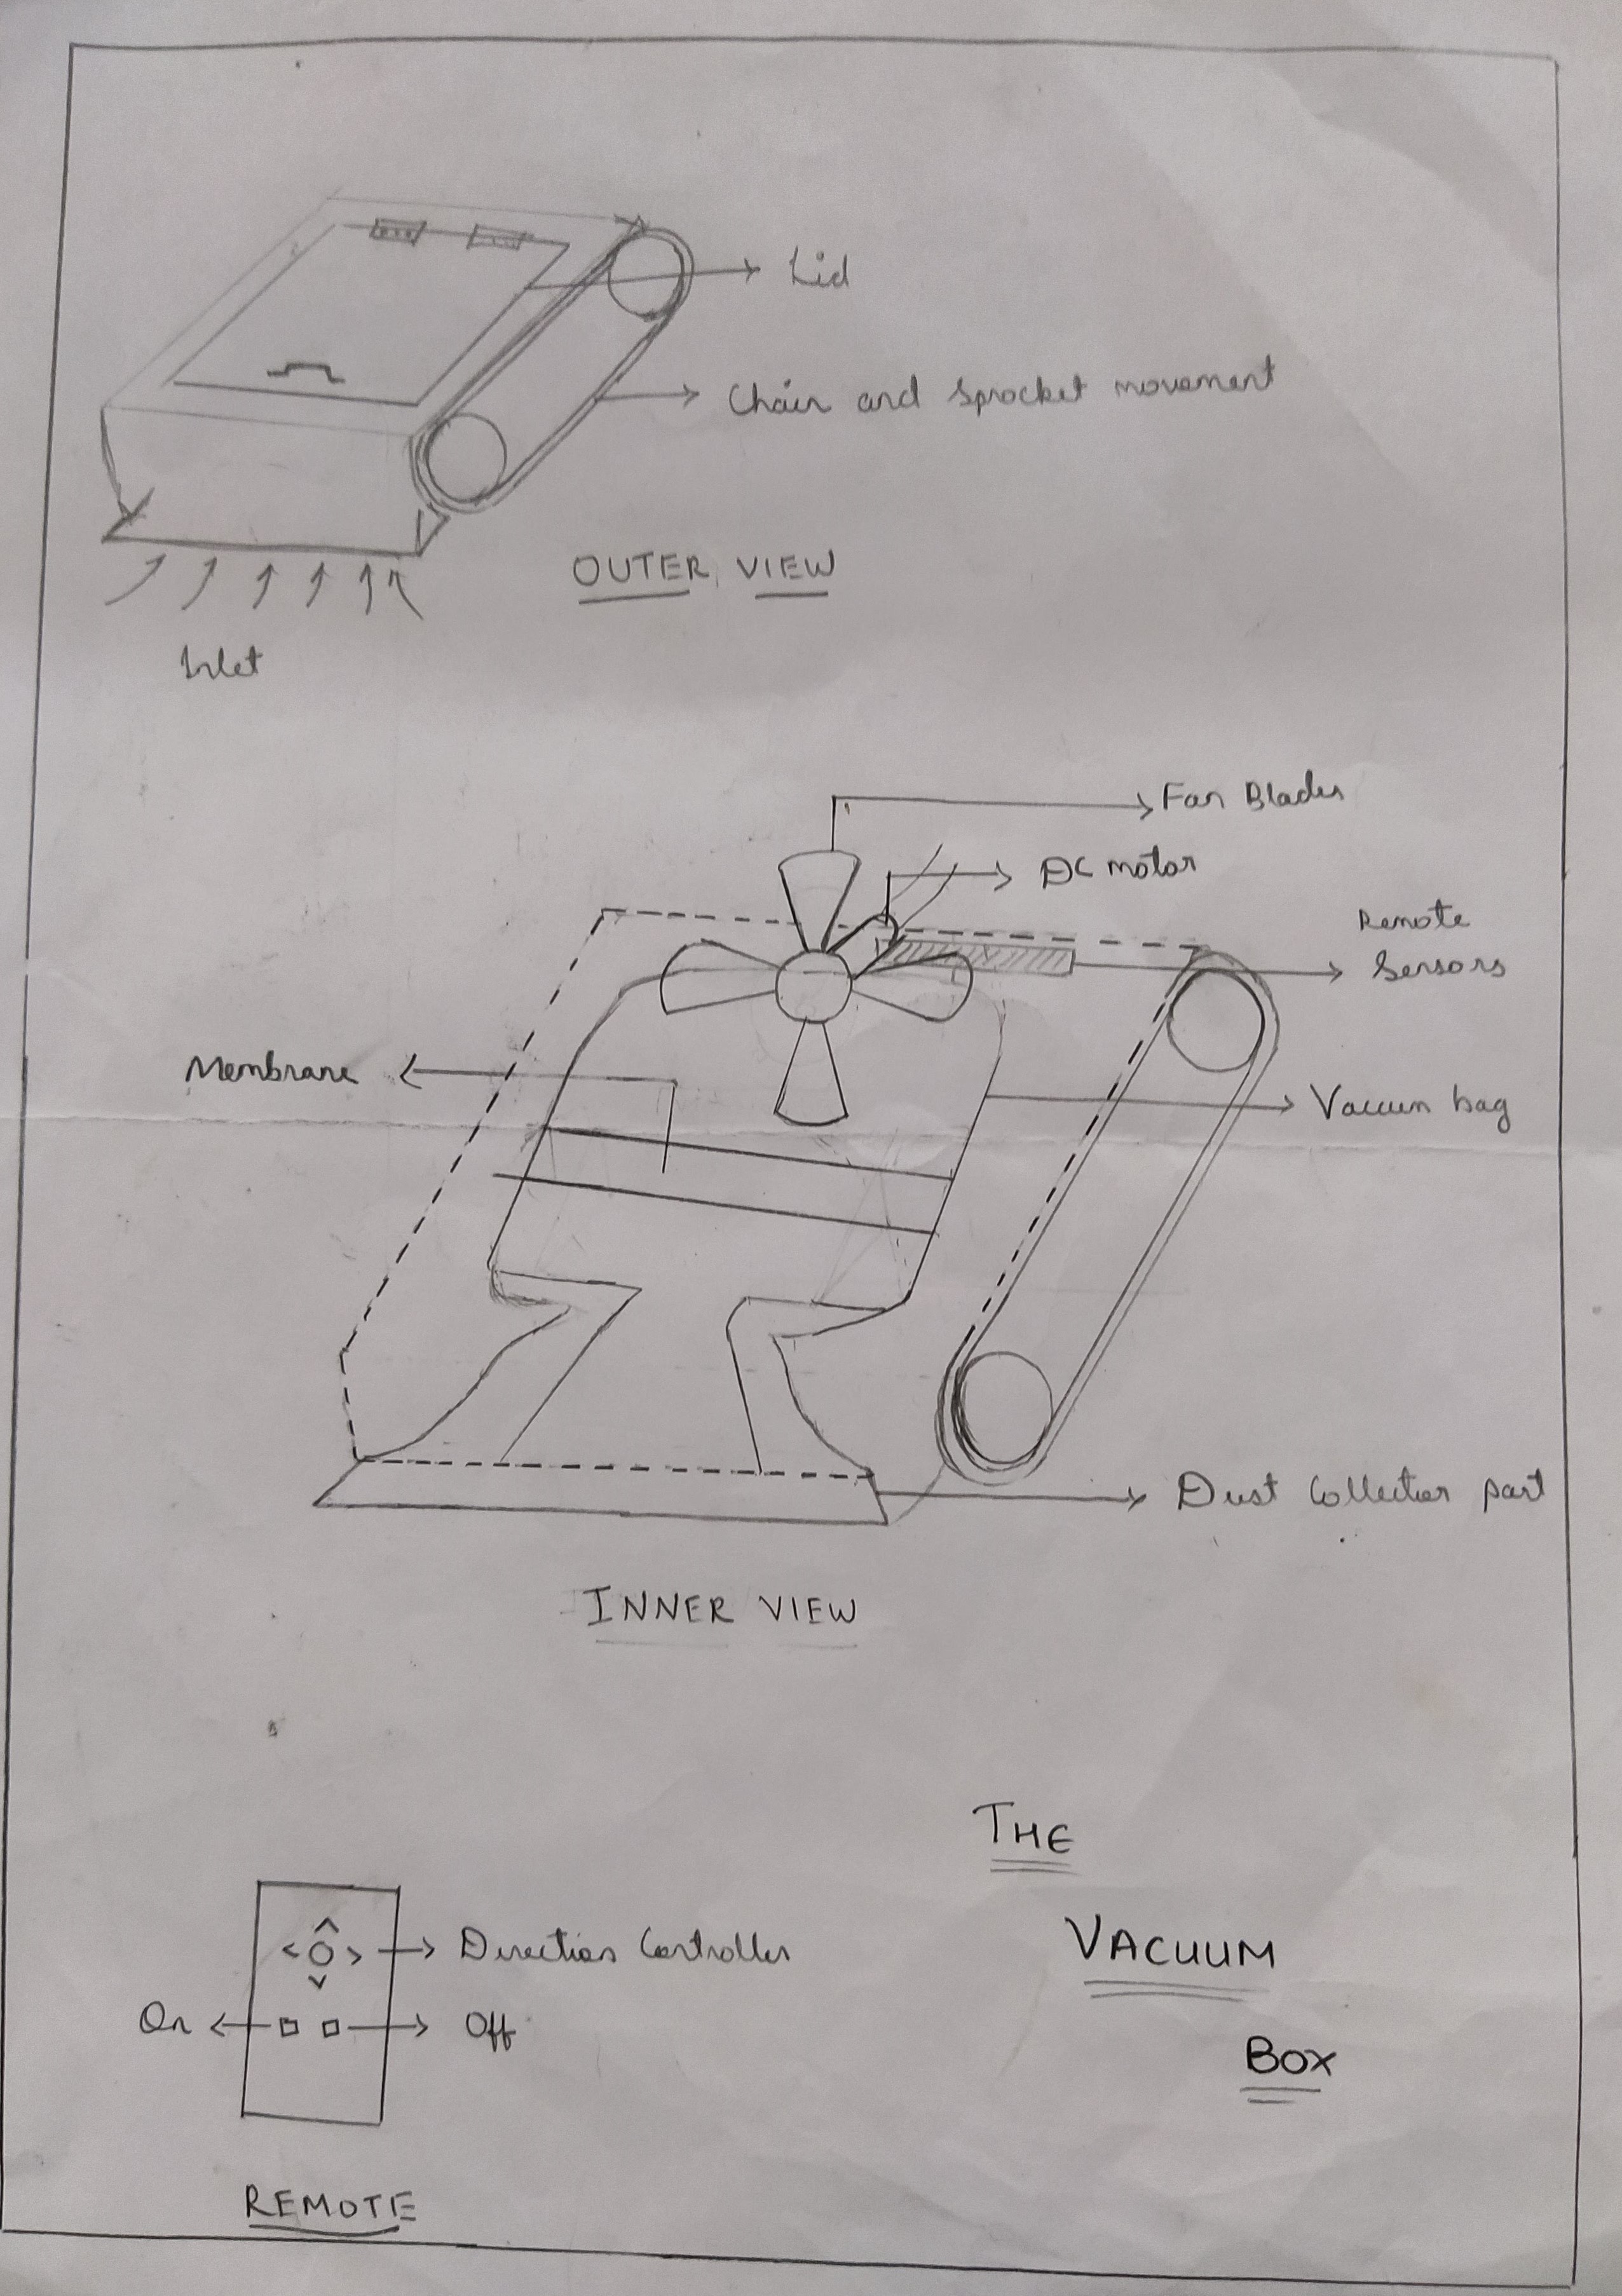 Lid
Chain and Sprocket movement
OUTER VIEW
Inlet
Fan Blades
DC motor
Remote
Sensors
Membrane
Vacuum bag
Dust Collection part
INNER VIEW
THE
VACUUM
BOX
Direction Controller
On
Off
REMOTE